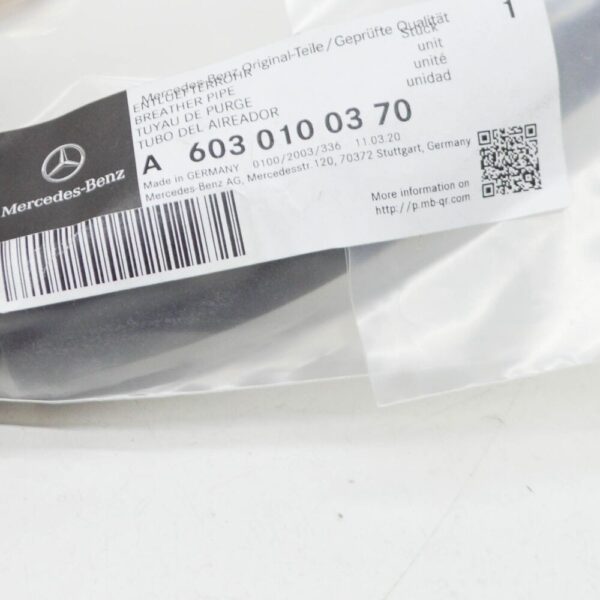 Mercedes-Benz Original-Teile / Geprüfte Qualität
1
ENTLUEFTERROHR
BREATHER PIPE
TUYAU DE PURGE
TUBO DEL AIREADOR
Stück
unit
unité
unidad
A 603 010 03 70
Made in GERMANY 0100/2003/336 11.03.20
Mercedes-Benz AG, Mercedesstr.120, 70372 Stuttgart, Germany
Mercedes-Benz
More information on
http://p.mb-qr.com